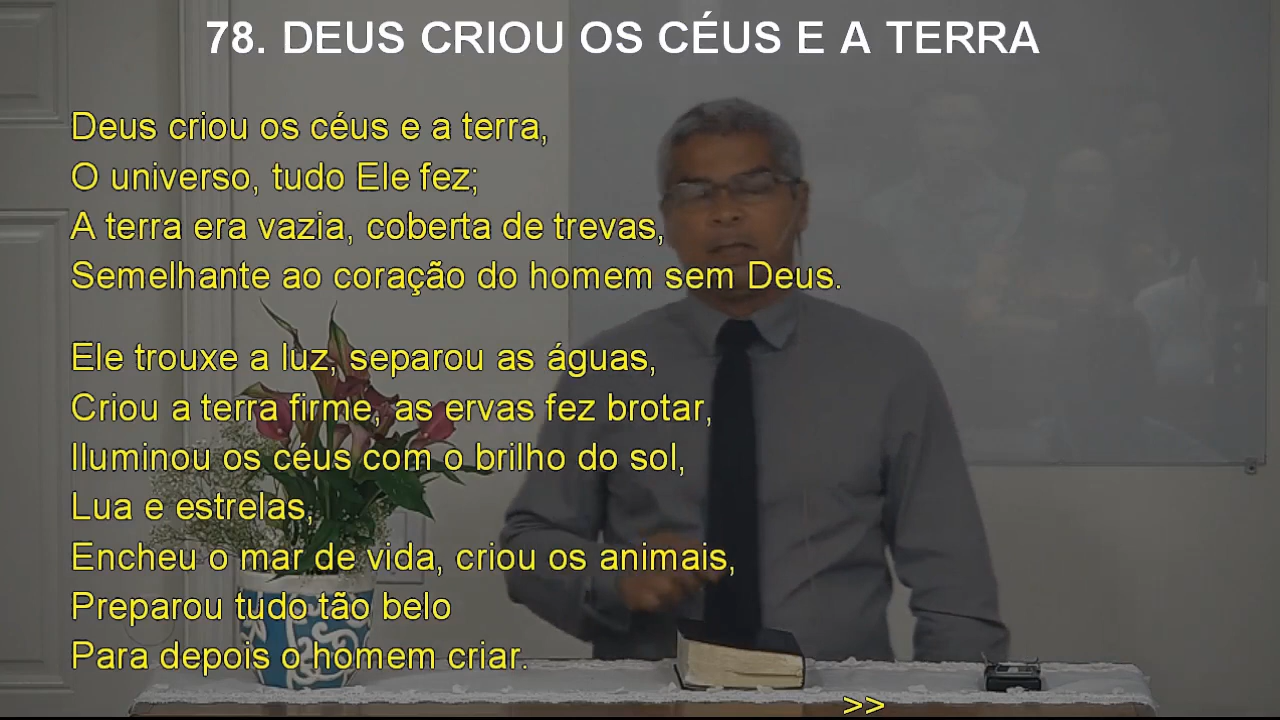 78. DEUS CRIOU OS CÉUS E A TERRA
Deus criou os céus e a terra,
O universo, tudo Ele fez;
A terra era vazia, coberta de trevas,
Semelhante ao coração do homem sem Deus.
Ele trouxe a luz, separou as águas,
Criou a terra firme, as ervas fez brotar,
Iluminou os céus com o brilho do sol,
Lua e estrelas,
Encheu o mar de vida, criou os animais,
Preparou tudo tão belo
Para depois o homem criar.
>>